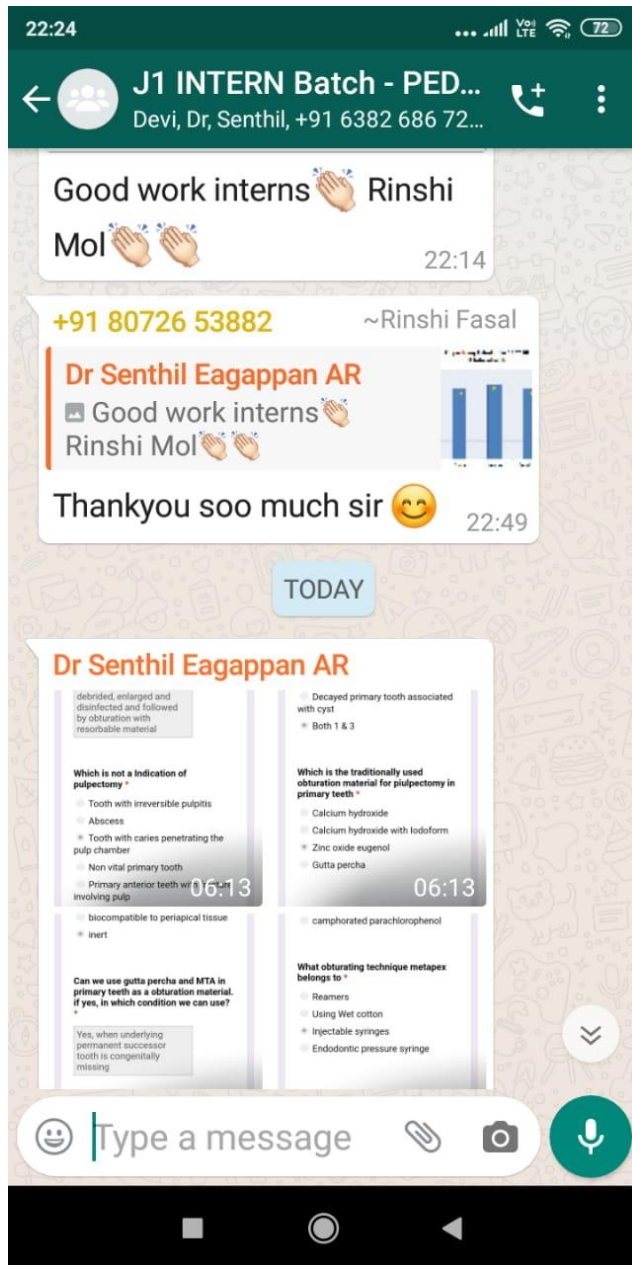 22:24
Vo)) LTE
72
J1 INTERN Batch - PED...
Devi, Dr, Senthil, +91 6382 686 72...
Good work interns👏🏻 Rinshi
Mol👏🏻👏🏻
22:14
+91 80726 53882 ~Rinshi Fasal
Dr Senthil Eagappan AR
Good work interns👏🏻
Rinshi Mol👏🏻👏🏻
Thankyou soo much sir 😊
22:49
TODAY
Dr Senthil Eagappan AR
debrided, enlarged and
disinfected and followed
by obturation with
resorbable material
Which is not a Indication of
pulpectomy *
Tooth with irreversible pulpitis
Abscess
Tooth with caries penetrating the
pulp chamber
Non vital primary tooth
Primary anterior teeth with
involving pulp
06:13
Decayed primary tooth associated
with cyst
Both 1 & 3
Which is the traditionally used
obturation material for piulpectomy in
primary teeth *
Calcium hydroxide
Calcium hydroxide with Iodoform
Zinc oxide eugenol
Gutta percha
06:13
biocompatible to periapical tissue
inert
Can we use gutta percha and MTA in
primary teeth as a obturation material.
if yes, in which condition we can use?
*
Yes, when underlying
permanent successor
tooth is congenitally
missing
camphorated parachlorophenol
What obturating technique metapex
belongs to *
Reamers
Using Wet cotton
Injectable syringes
Endodontic pressure syringe
Type a message